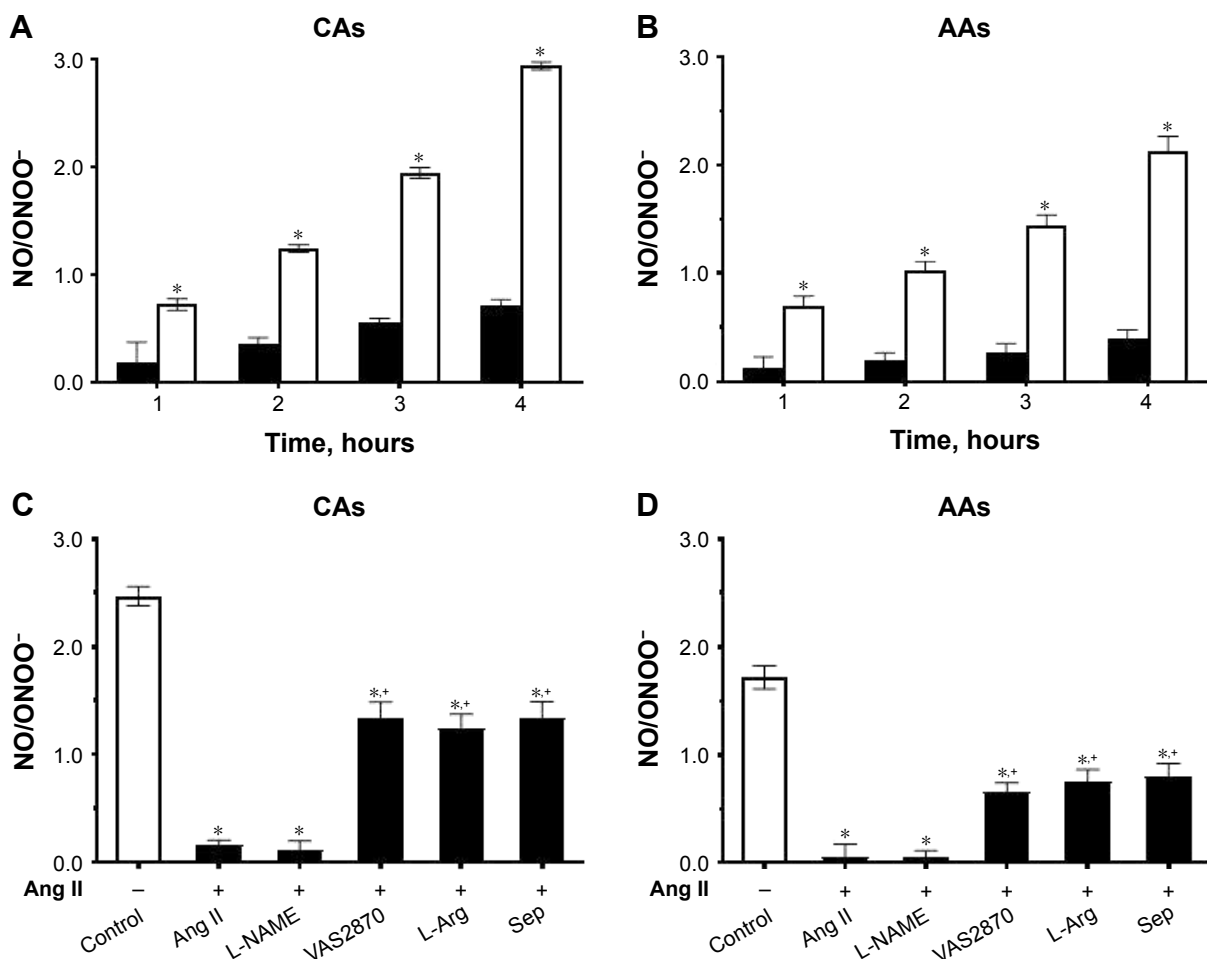 A
CAs
NO/ONOO⁻
3.0
*
2.0
*
*
1.0
*
0.0
1 2 3 4
Time, hours
B
AAs
NO/ONOO⁻
3.0
*
2.0
*
*
1.0
*
0.0
1 2 3 4
Time, hours
C
CAs
NO/ONOO⁻
3.0
2.0
*,+ *,+ *,+
1.0
* *
0.0
Ang II – + + + + +
Control Ang II L-NAME VAS2870 L-Arg Sep
D
AAs
NO/ONOO⁻
3.0
2.0
1.0
*,+ *,+ *,+
* *
0.0
Ang II – + + + + +
Control Ang II L-NAME VAS2870 L-Arg Sep